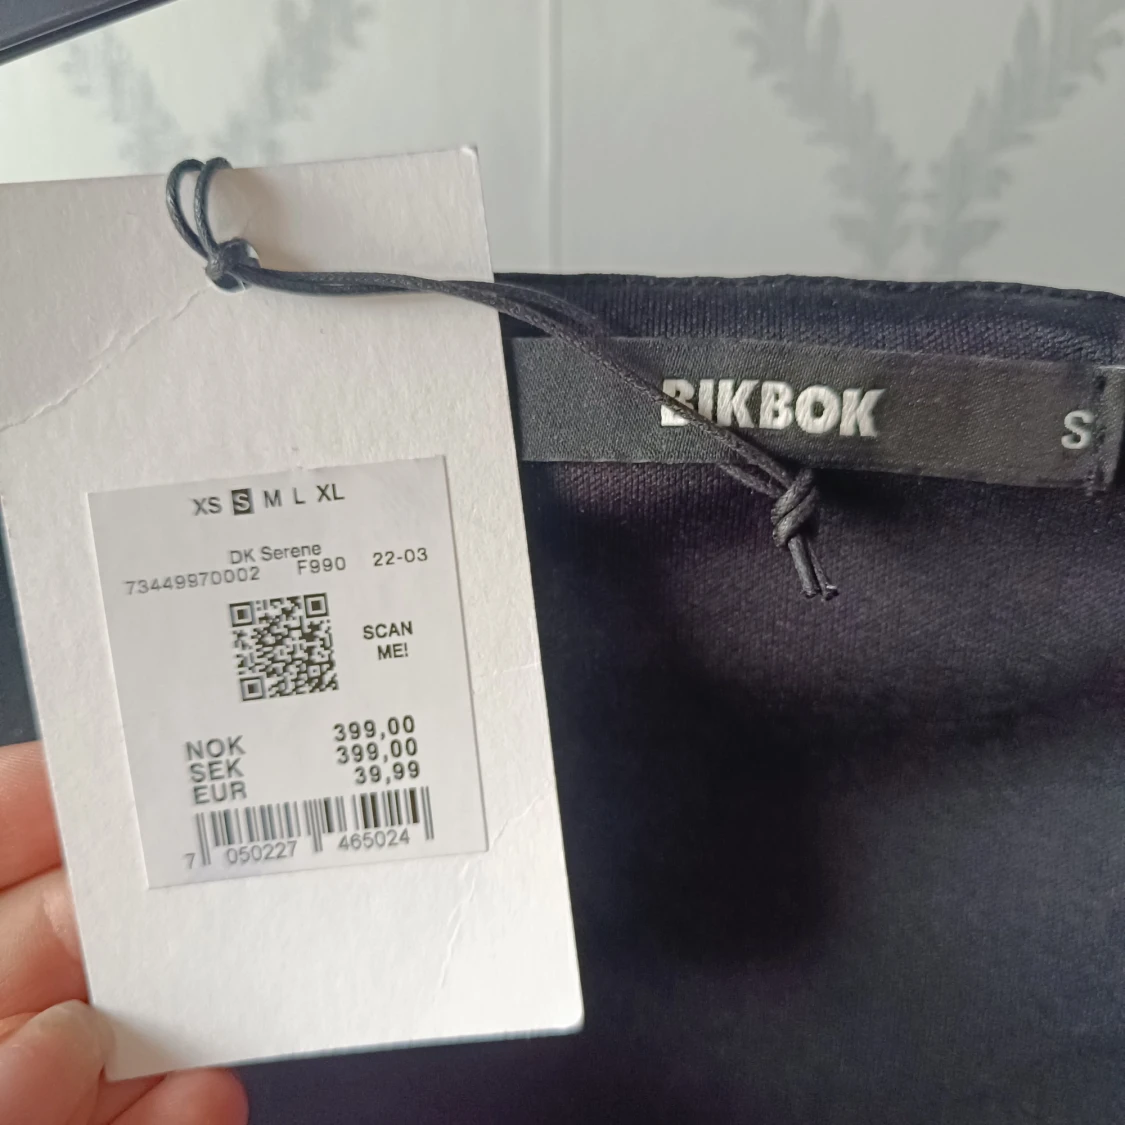 XS S M L XL
DK Serene
73449970002 F990 22-03
SCAN
ME!
NOK 399,00
SEK 399,00
EUR 39,99
7 050227 465024
BIKBOK
S